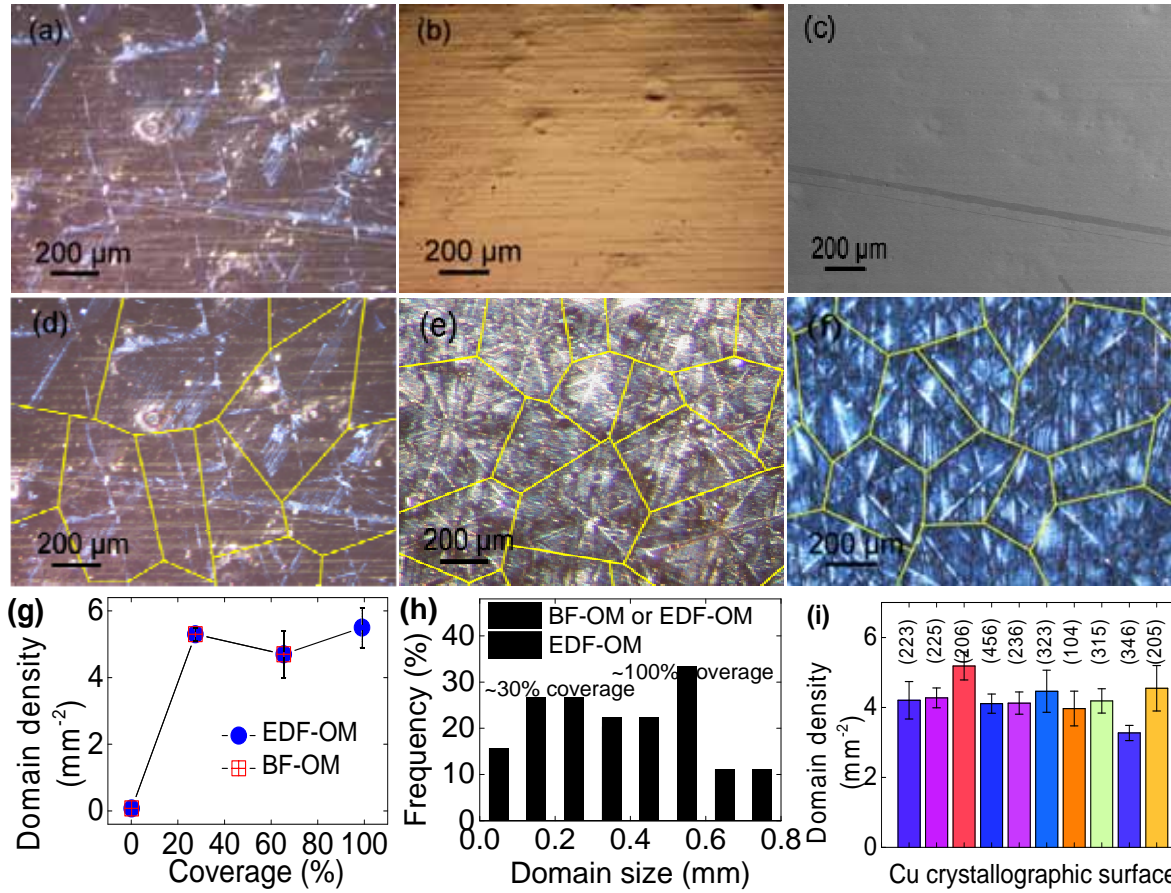 (a)
200 µm
(b)
200 µm
(c)
200 µm
(d)
200 µm
(e)
200 µm
(f)
200 µm
(g)
6
4
2
0
0 20 40 60 80 100
Domain density
(mm⁻²)
EDF-OM
BF-OM
Coverage (%)
(h)
BF-OM or EDF-OM
EDF-OM
~30% coverage
~100% coverage
40
30
20
10
0
0.0 0.2 0.4 0.6 0.8
Frequency (%)
Domain size (mm)
(i)
(223)
(225)
(206)
(456)
(236)
(323)
(104)
(315)
(346)
(205)
6
4
2
0
Domain density
(mm⁻²)
Cu crystallographic surface